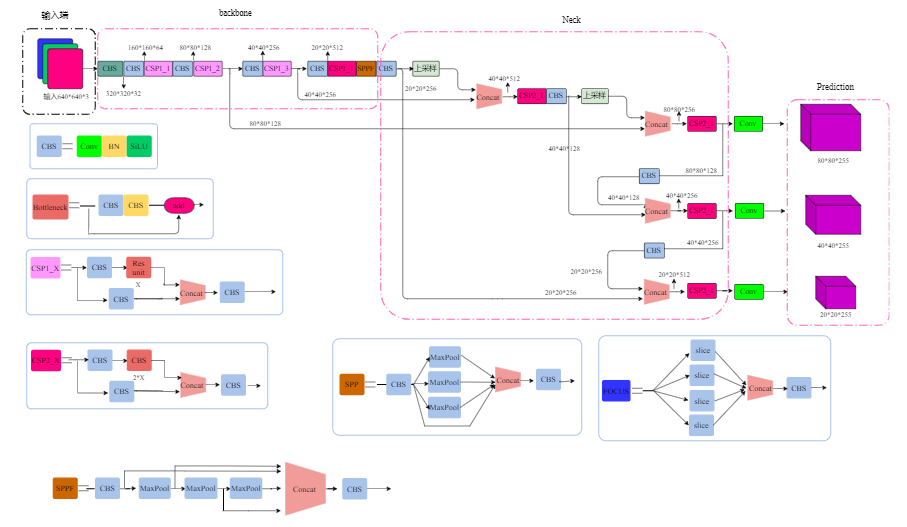 输入端
backbone
Neck
Prediction
输入640*640*3
CBS
CBS
CSP1_1
CBS
CSP1_2
CBS
CSP1_3
CBS
CSP1_1
SPPF
CBS
上采样
160*160*64
80*80*128
40*40*256
20*20*512
320*320*32
20*20*256
40*40*256
80*80*128
Concat
40*40*512
CSP2_1
CBS
上采样
40*40*128
Concat
80*80*256
CSP2_1
Conv
80*80*255
CBS
80*80*128
40*40*128
Concat
40*40*256
CSP2_1
Conv
40*40*255
CBS
40*40*256
20*20*256
Concat
20*20*512
20*20*256
CSP2_1
Conv
20*20*255
CBS
Conv
BN
SiLU
Bottleneck
CBS
CBS
add
CSP1_X
CBS
Res unit
X
CBS
Concat
CBS
CSP2_X
CBS
CBS
2*X
CBS
Concat
CBS
SPP
CBS
MaxPool
MaxPool
MaxPool
Concat
CBS
FOCUS
slice
slice
slice
slice
Concat
CBS
SPPF
CBS
MaxPool
MaxPool
MaxPool
Concat
CBS